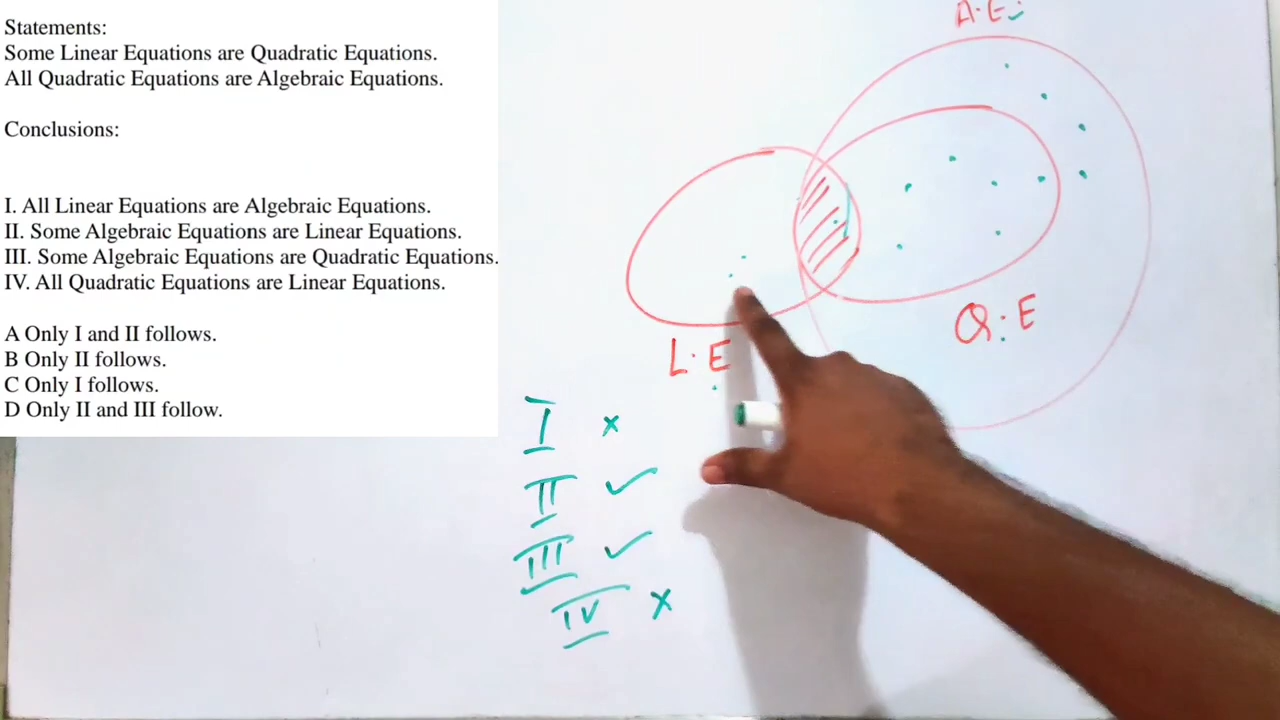 Statements:
Some Linear Equations are Quadratic Equations.
All Quadratic Equations are Algebraic Equations.
Conclusions:
I. All Linear Equations are Algebraic Equations.
II. Some Algebraic Equations are Linear Equations.
III. Some Algebraic Equations are Quadratic Equations.
IV. All Quadratic Equations are Linear Equations.
A Only I and II follows.
B Only II follows.
C Only I follows.
D Only II and III follow.
A.E
Q.E
L.E
I ×
II ✓
III ✓
IV ×